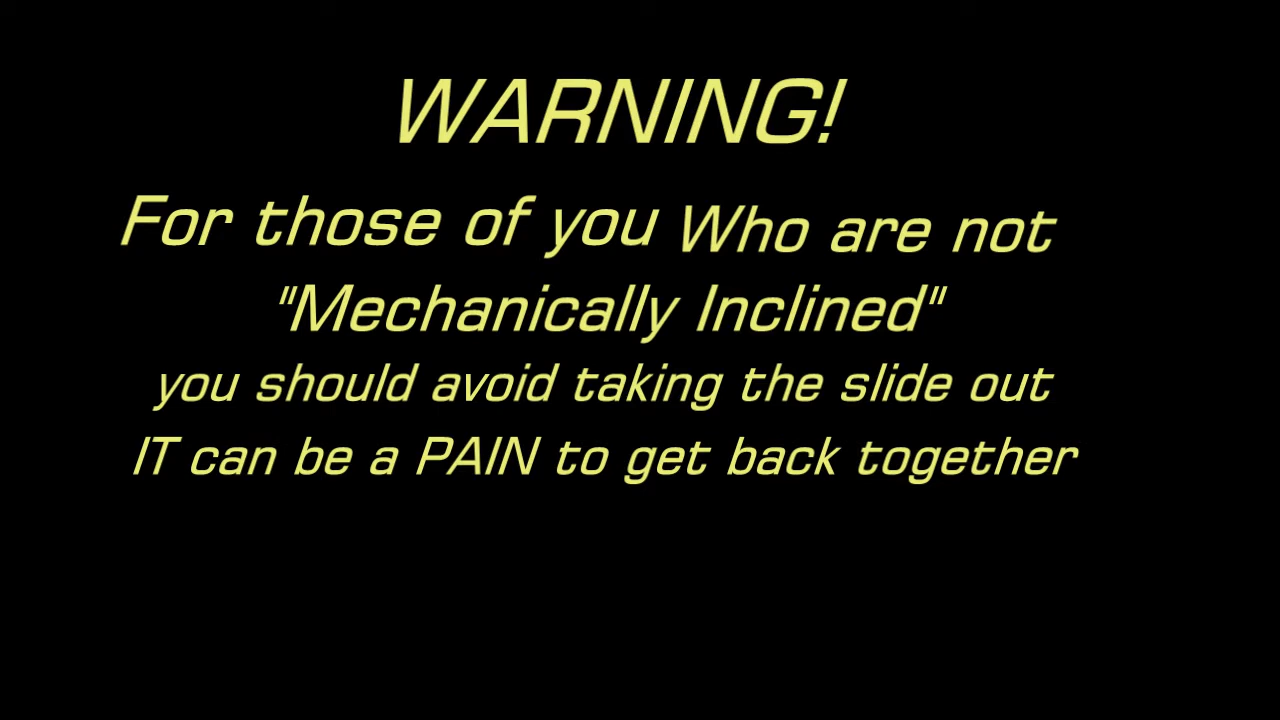 WARNING!
For those of you Who are not
"Mechanically Inclined"
you should avoid taking the slide out
IT can be a PAIN to get back together